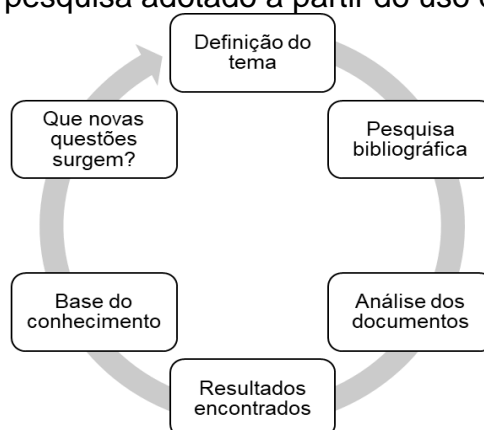 pesquisa adotado a partir do uso
Definição do
tema
Pesquisa
bibliográfica
Análise dos
documentos
Resultados
encontrados
Base do
conhecimento
Que novas
questões
surgem?